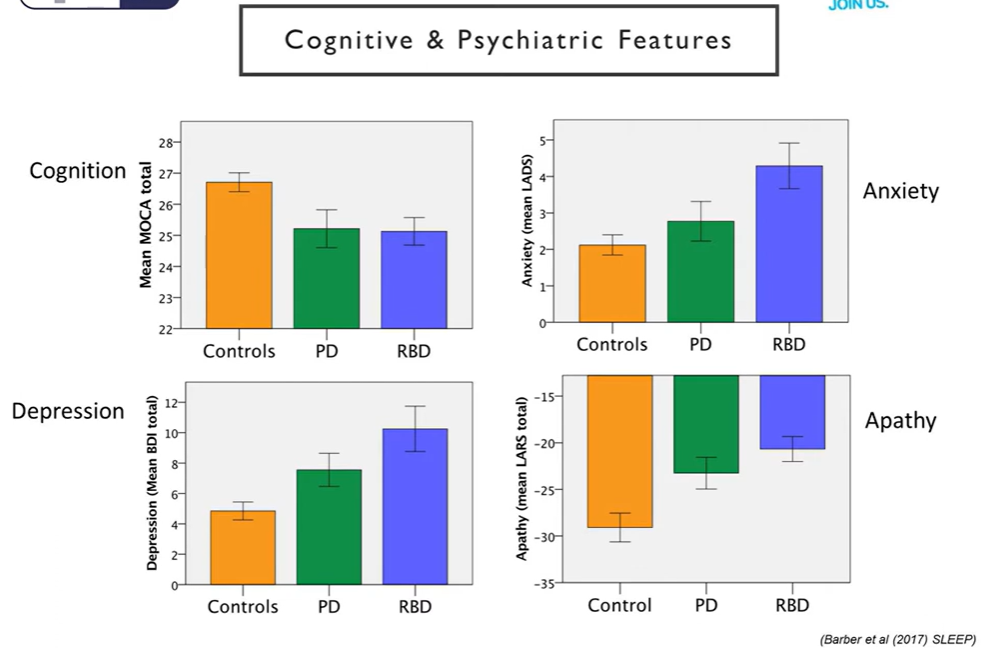 JOIN US.
Cognitive & Psychiatric Features
Cognition
Mean MOCA total
28
27
26
25
24
23
22
Controls PD RBD
Anxiety (mean LADS)
5
4
3
2
1
0
Controls PD RBD
Anxiety
Depression
Depression (Mean BDI total)
12
10
8
6
4
2
0
Controls PD RBD
Apathy (mean LARS total)
-15
-20
-25
-30
-35
Control PD RBD
Apathy
(Barber et al (2017) SLEEP)